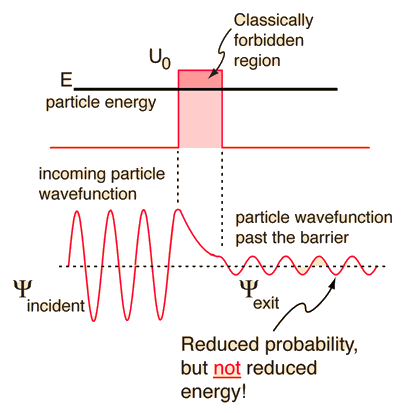 Classically
forbidden
region
U₀
E
particle energy
incoming particle
wavefunction
particle wavefunction
past the barrier
Ψincident
Ψexit
Reduced probability,
but not reduced
energy!